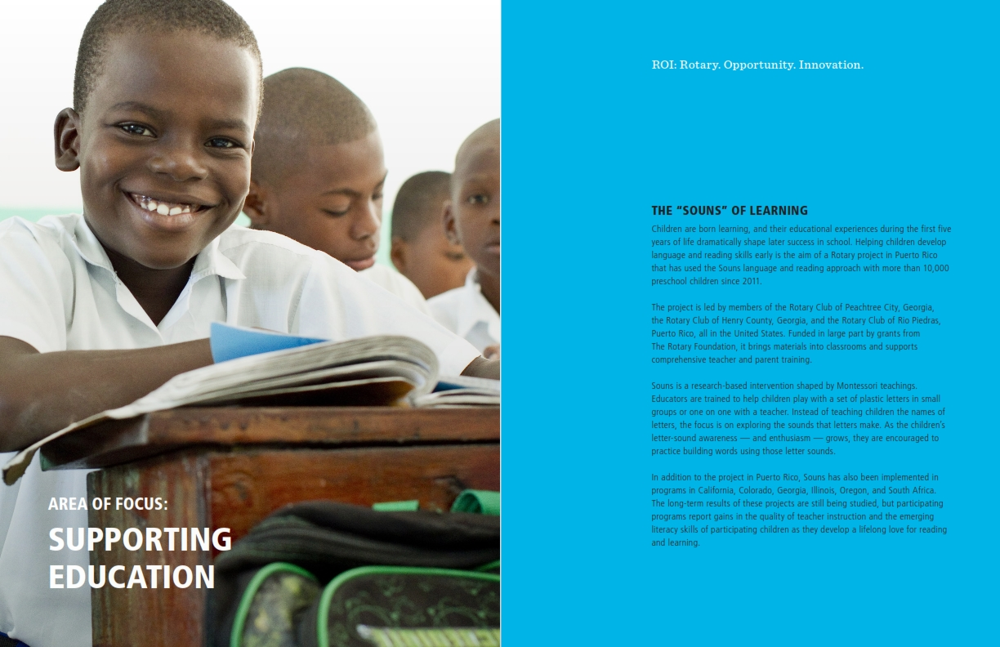 AREA OF FOCUS:
SUPPORTING
EDUCATION
ROI: Rotary. Opportunity. Innovation.
THE “SOUNS” OF LEARNING
Children are born learning, and their educational experiences during the first five
years of life dramatically shape later success in school. Helping children develop
language and reading skills early is the aim of a Rotary project in Puerto Rico
that has used the Souns language and reading approach with more than 10,000
preschool children since 2011.
The project is led by members of the Rotary Club of Peachtree City, Georgia,
the Rotary Club of Henry County, Georgia, and the Rotary Club of Rio Piedras,
Puerto Rico, all in the United States. Funded in large part by grants from
The Rotary Foundation, it brings materials into classrooms and supports
comprehensive teacher and parent training.
Souns is a research-based intervention shaped by Montessori teachings.
Educators are trained to help children play with a set of plastic letters in small
groups or one on one with a teacher. Instead of teaching children the names of
letters, the focus is on exploring the sounds that letters make. As the children’s
letter-sound awareness — and enthusiasm — grows, they are encouraged to
practice building words using those letter sounds.
In addition to the project in Puerto Rico, Souns has also been implemented in
programs in California, Colorado, Georgia, Illinois, Oregon, and South Africa.
The long-term results of these projects are still being studied, but participating
programs report gains in the quality of teacher instruction and the emerging
literacy skills of participating children as they develop a lifelong love for reading
and learning.